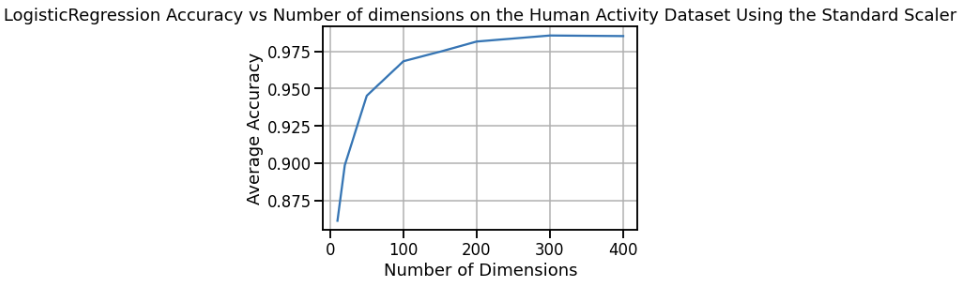 LogisticRegression Accuracy vs Number of dimensions on the Human Activity Dataset Using the Standard Scaler
Average Accuracy
0.975
0.950
0.925
0.900
0.875
0 100 200 300 400
Number of Dimensions